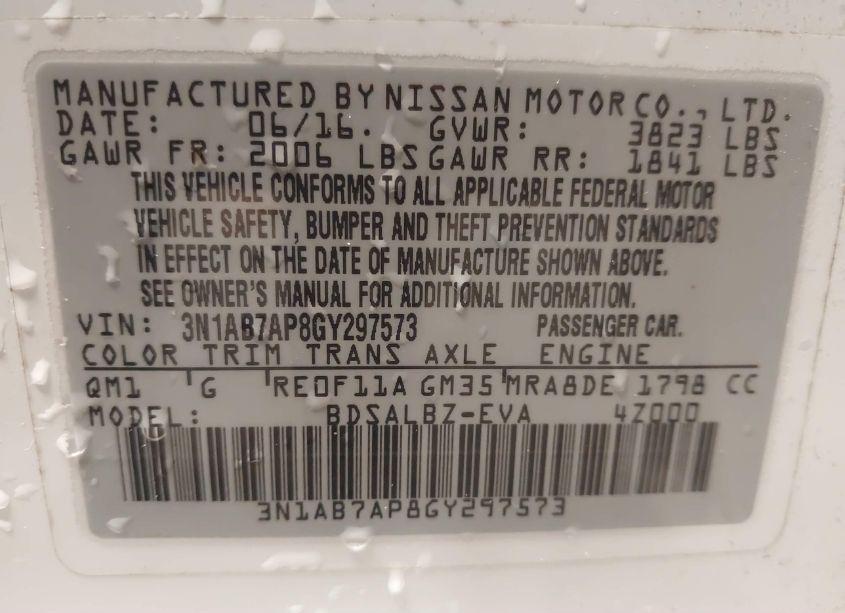 MANUFACTURED BY NISSAN MOTOR CO., LTD.
DATE: 06/16. GVWR: 3823 LBS
GAWR FR: 2006 LBS GAWR RR: 1841 LBS
THIS VEHICLE CONFORMS TO ALL APPLICABLE FEDERAL MOTOR
VEHICLE SAFETY, BUMPER AND THEFT PREVENTION STANDARDS
IN EFFECT ON THE DATE OF MANUFACTURE SHOWN ABOVE.
SEE OWNER'S MANUAL FOR ADDITIONAL INFORMATION.
VIN: 3N1AB7AP8GY297573 PASSENGER CAR.
COLOR TRIM TRANS AXLE ENGINE
QM1 G RE0F11A GM35 MRA8DE 1798 CC
MODEL: BDSALBZ-EVA 4Z000
3N1AB7AP8GY297573